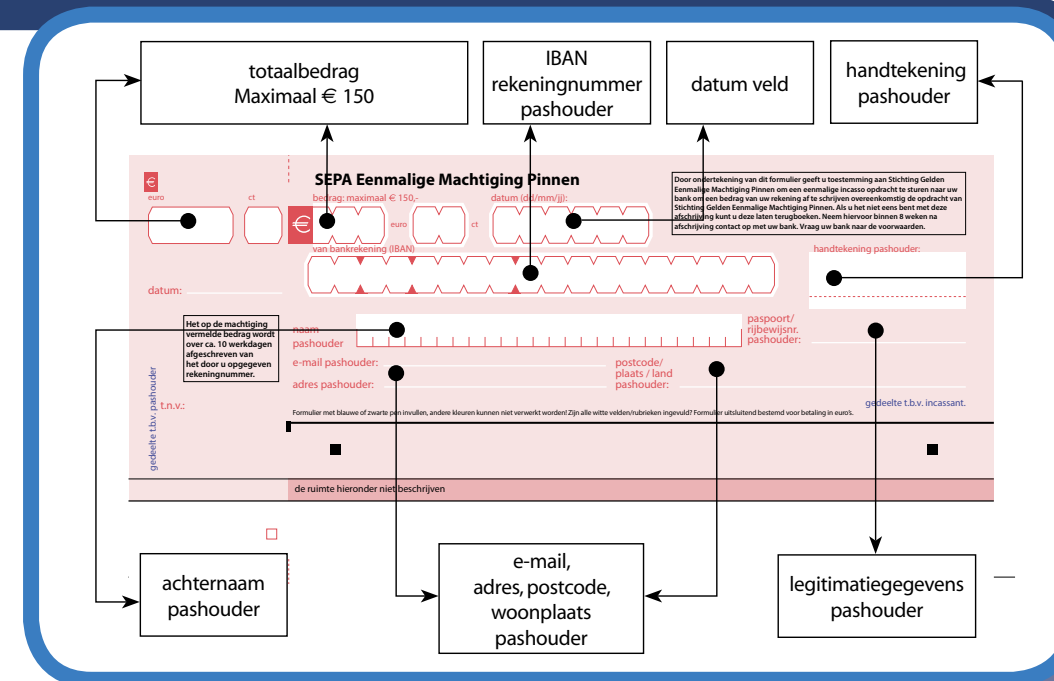 totaalbedrag
Maximaal € 150
IBAN
rekeningnummer
pashouder
datum veld
handtekening
pashouder
€
euro
ct
SEPA Eenmalige Machtiging Pinnen
bedrag: maximaal € 150,-
datum (dd/mm/jj):
€
euro
ct
Door ondertekening van dit formulier geeft u toestemming aan Stichting Gelden
Eenmalige Machtiging Pinnen om een eenmalige incasso opdracht te sturen naar uw
bank om een bedrag van uw rekening af te schrijven overeenkomstig de opdracht van
Stichting Gelden Eenmalige Machtiging Pinnen. Als u het niet eens bent met deze
afschrijving kunt u deze laten terugboeken. Neem hiervoor binnen 8 weken na
afschrijving contact op met uw bank. Vraag uw bank naar de voorwaarden.
van bankrekening (IBAN)
handtekening pashouder:
datum:
Het op de machtiging
vermelde bedrag wordt
over ca. 10 werkdagen
afgeschreven van
het door u opgegeven
rekeningnummer.
naam
pashouder
paspoort/
rijbewijsnr.
pashouder:
e-mail pashouder:
adres pashouder:
postcode/
plaats / land
pashouder:
gedeelte t.b.v. pashouder
t.n.v.:
gedeelte t.b.v. incassant.
Formulier met blauwe of zwarte pen invullen, andere kleuren kunnen niet verwerkt worden! Zijn alle witte velden/rubrieken ingevuld? Formulier uitsluitend bestemd voor betaling in euro's.
de ruimte hieronder niet beschrijven
achternaam
pashouder
e-mail,
adres, postcode,
woonplaats
pashouder
legitimatiegegevens
pashouder